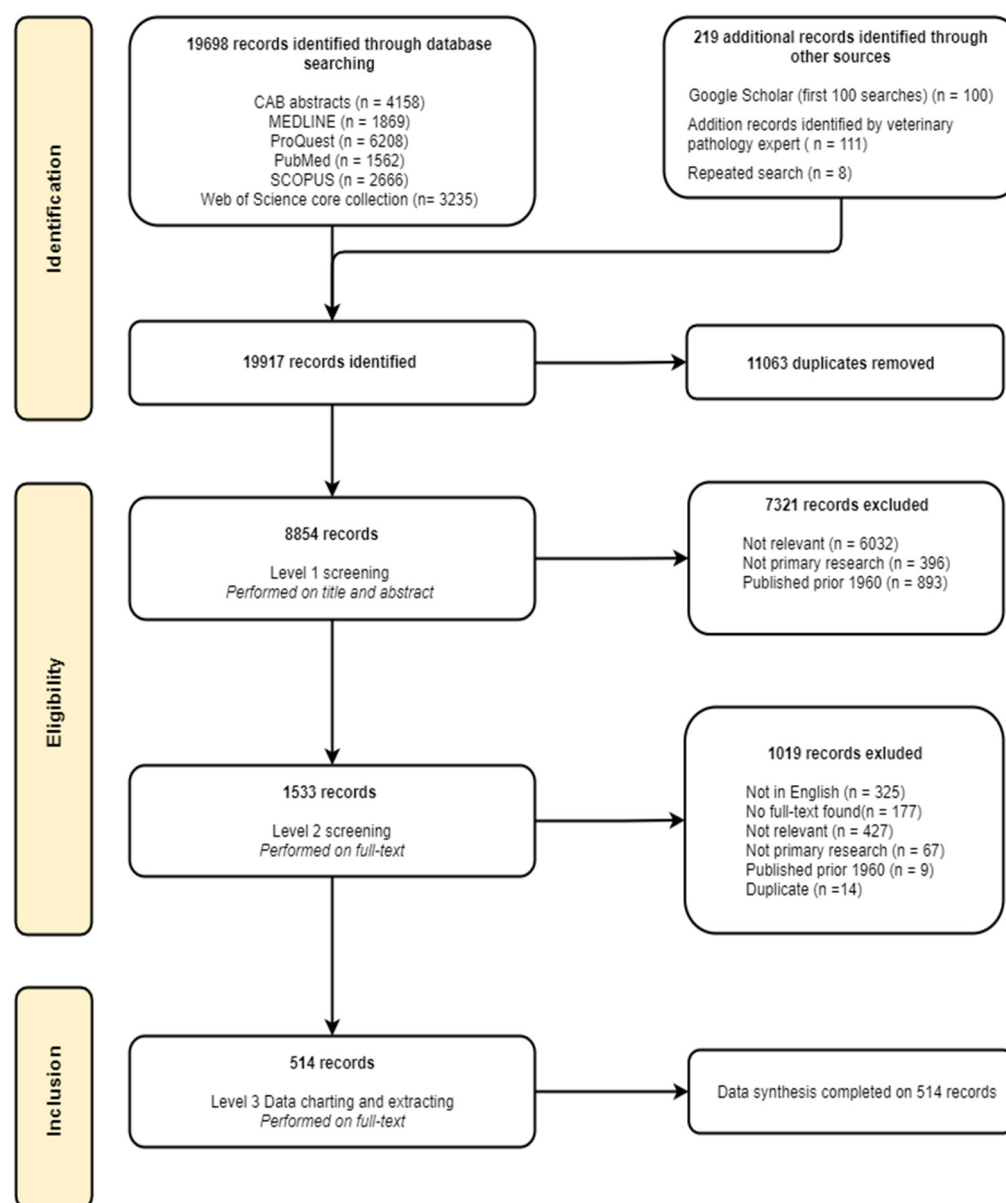 Identification
19698 records identified through database
searching
CAB abstracts (n = 4158)
MEDLINE (n = 1869)
ProQuest (n = 6208)
PubMed (n = 1562)
SCOPUS (n = 2666)
Web of Science core collection (n= 3235)
219 additional records identified through
other sources
Google Scholar (first 100 searches) (n = 100)
Addition records identified by veterinary
pathology expert ( n = 111)
Repeated search (n = 8)
19917 records identified
11063 duplicates removed
Eligibility
8854 records
Level 1 screening
Performed on title and abstract
7321 records excluded
Not relevant (n = 6032)
Not primary research (n = 396)
Published prior 1960 (n = 893)
1533 records
Level 2 screening
Performed on full-text
1019 records exluded
Not in English (n = 325)
No full-text found(n = 177)
Not relevant (n = 427)
Not primary research (n = 67)
Published prior 1960 (n = 9)
Duplicate (n =14)
Inclusion
514 records
Level 3 Data charting and extracting
Performed on full-text
Data synthesis completed on 514 records